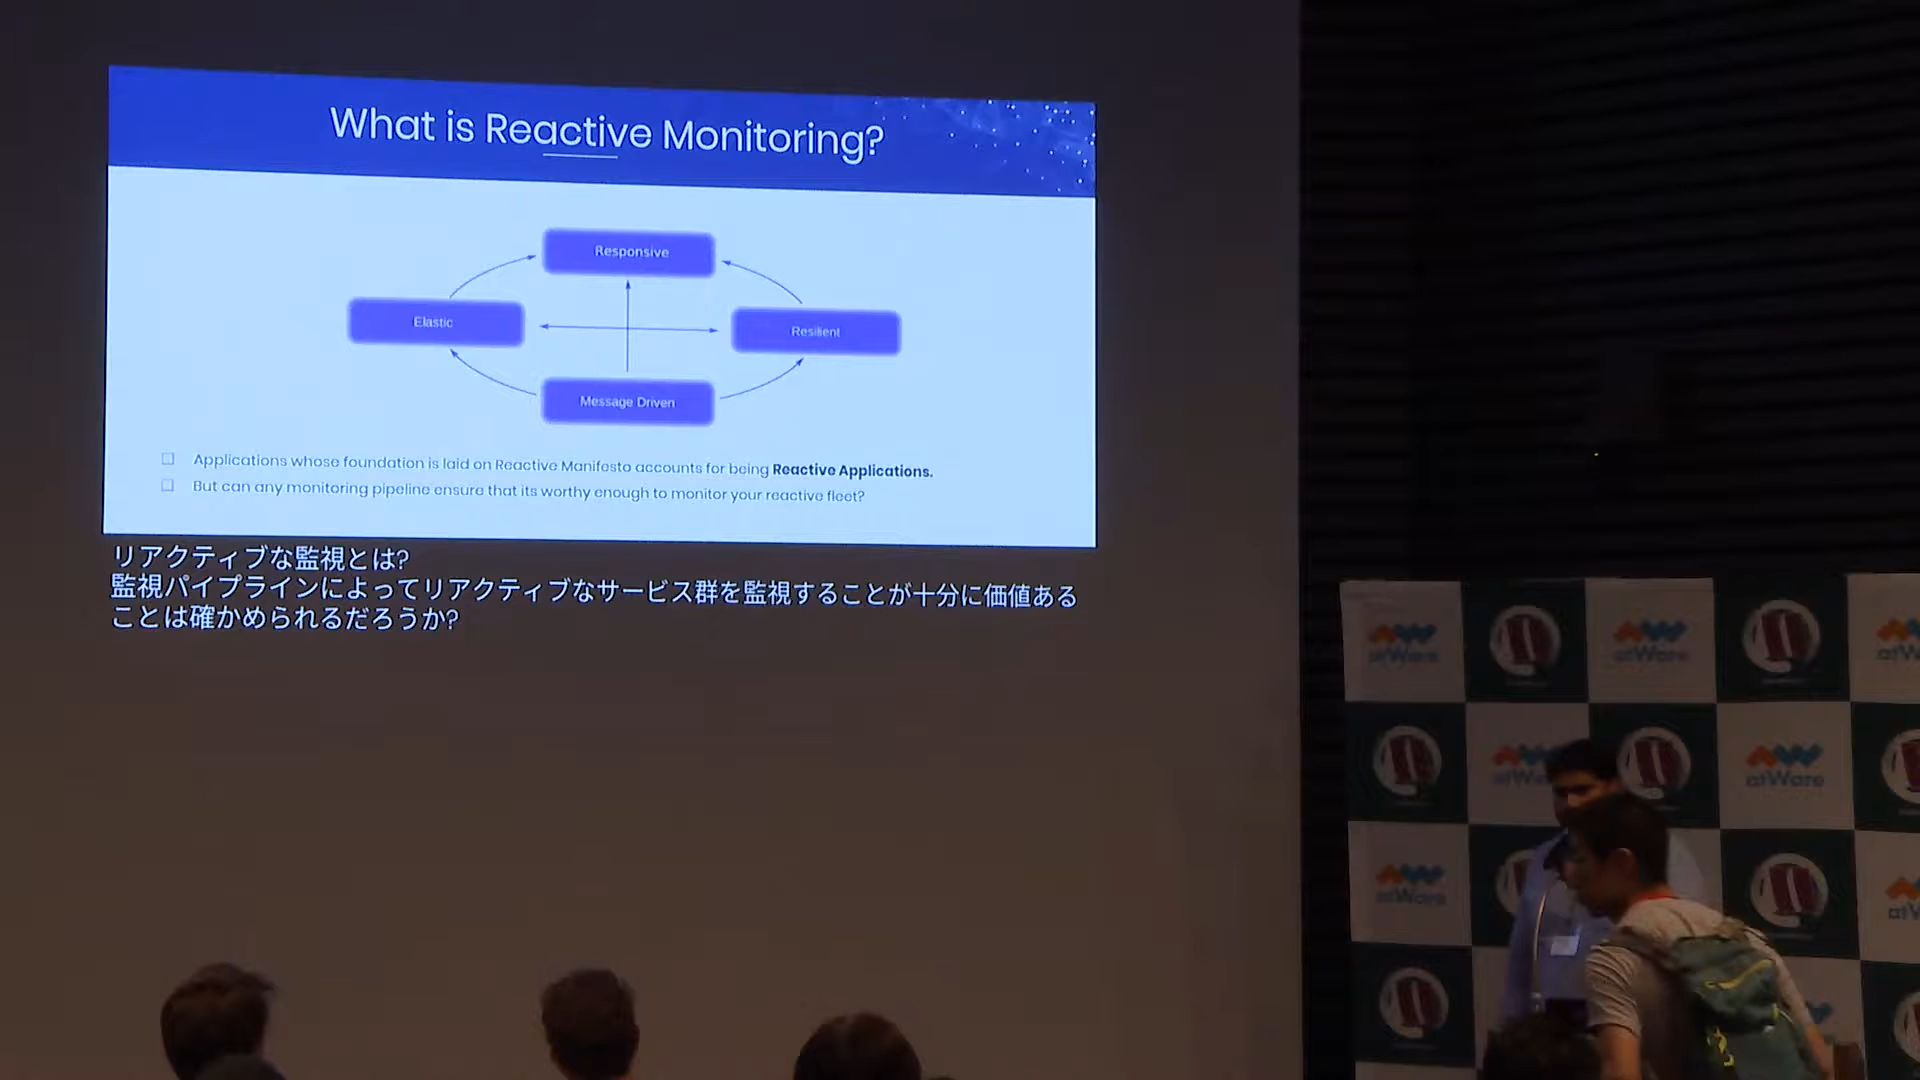 What is Reactive Monitoring?
Responsive
Elastic
Resilient
Message Driven
Applications whose foundation is laid on Reactive Manifesto accounts for being Reactive Applications.
But can any monitoring pipeline ensure that its worthy enough to monitor your reactive fleet?
リアクティブな監視とは?
監視パイプラインによってリアクティブなサービス群を監視することが十分に価値ある
ことは確かめられるだろうか?
atWare
atWare
atW
atWa
atWare
atWare
atW